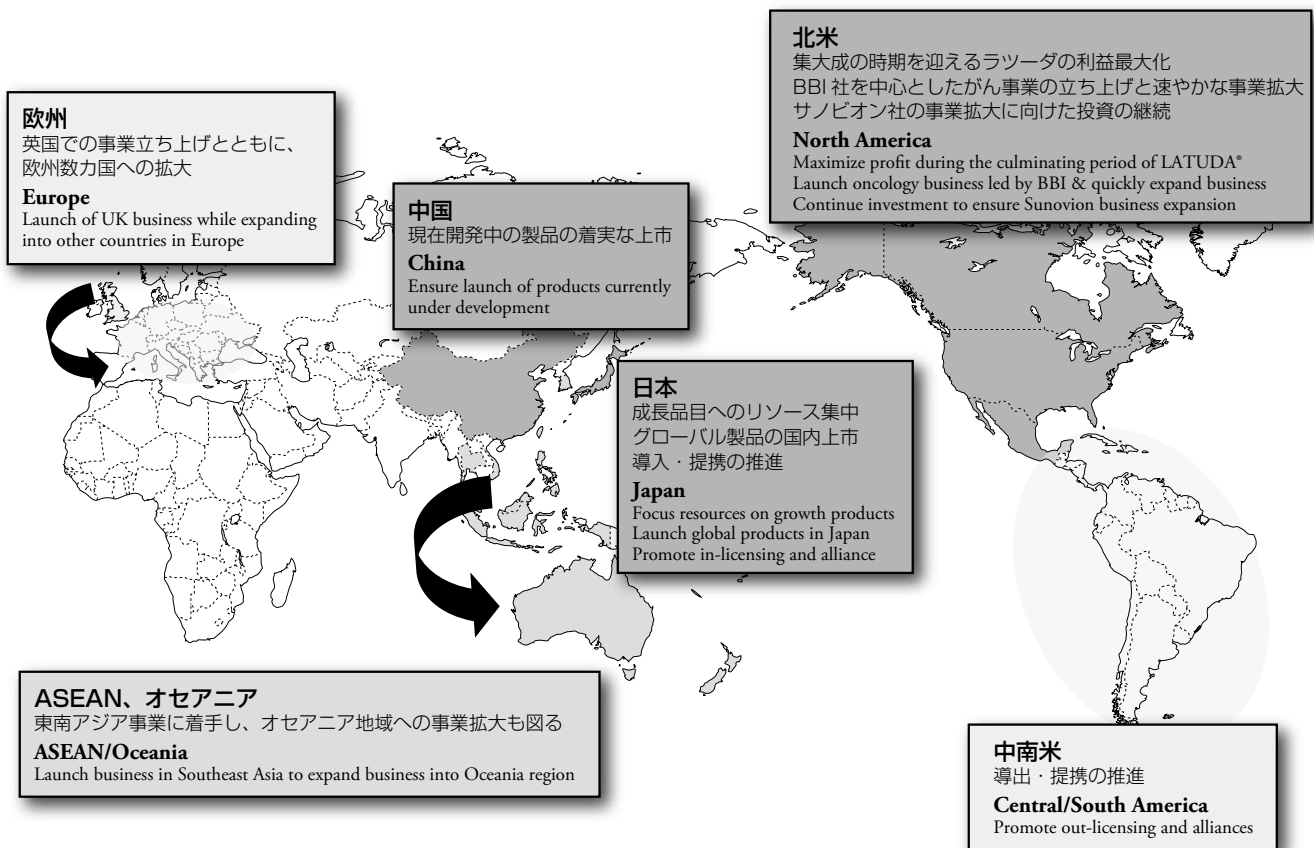 北米
集大成の時期を迎えるラツーダの利益最大化
BBI 社を中心としたがん事業の立ち上げと速やかな事業拡大
サノビオン社の事業拡大に向けた投資の継続
North America
Maximize profit during the culminating period of LATUDA®
Launch oncology business led by BBI & quickly expand business
Continue investment to ensure Sunovion business expansion
欧州
英国での事業立ち上げとともに、
欧州数カ国への拡大
Europe
Launch of UK business while expanding
into other countries in Europe
中国
現在開発中の製品の着実な上市
China
Ensure launch of products currently
under development
日本
成長品目へのリソース集中
グローバル製品の国内上市
導入・提携の推進
Japan
Focus resources on growth products
Launch global products in Japan
Promote in-licensing and alliance
ASEAN、オセアニア
東南アジア事業に着手し、オセアニア地域への事業拡大も図る
ASEAN/Oceania
Launch business in Southeast Asia to expand business into Oceania region
中南米
導出・提携の推進
Central/South America
Promote out-licensing and alliances